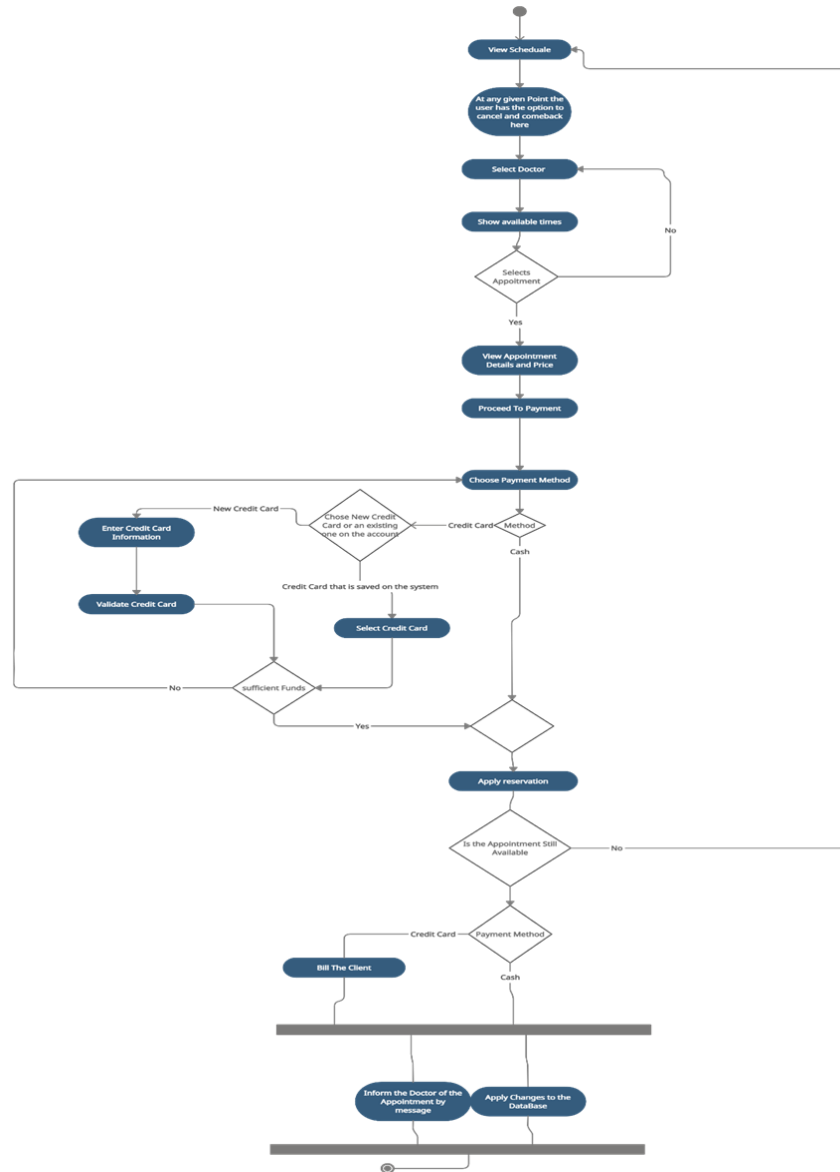 View Scheduale
At any given Point the
user has the option to
cancel and comeback
here
Select Doctor
Show available times
No
Selects
Appoitment
Yes
View Appointment
Details and Price
Proceed To Payment
Choose Payment Method
New Credit Card
Chose New Credit
Card or an existing
one on the account
Credit Card
Method
Enter Credit Card
Information
Cash
Credit Card that is saved on the system
Validate Credit Card
Select Credit Card
No
sufficient Funds
Yes
Apply reservation
Is the Appointment Still
Available
No
Credit Card
Payment Method
Bill The Client
Cash
Inform the Doctor of the
Appointment by
message
Apply Changes to the
DataBase